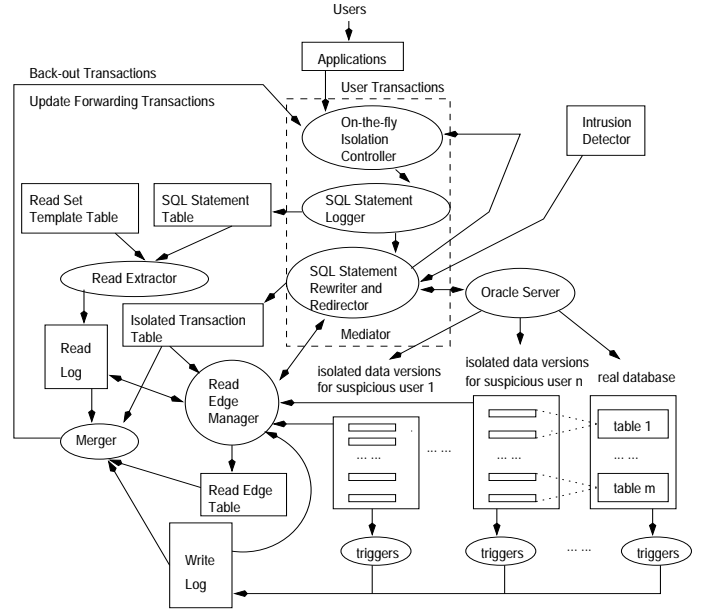 Users
Applications
Back-out Transactions
User Transactions
Update Forwarding Transactions
On-the-fly
Isolation
Controller
Intrusion
Detector
Read Set
Template Table
SQL Statement
Table
SQL Statement
Logger
Read Extractor
SQL Statement
Rewriter and
Redirector
Oracle Server
Isolated Transaction
Table
Mediator
Read
Log
Read
Edge
Manager
isolated data versions
for suspicious user 1
isolated data versions
for suspicious user n
real database
Merger
table 1
... ...
... ...
... ...
... ...
table m
Read Edge
Table
Write
Log
triggers
triggers
... ...
triggers